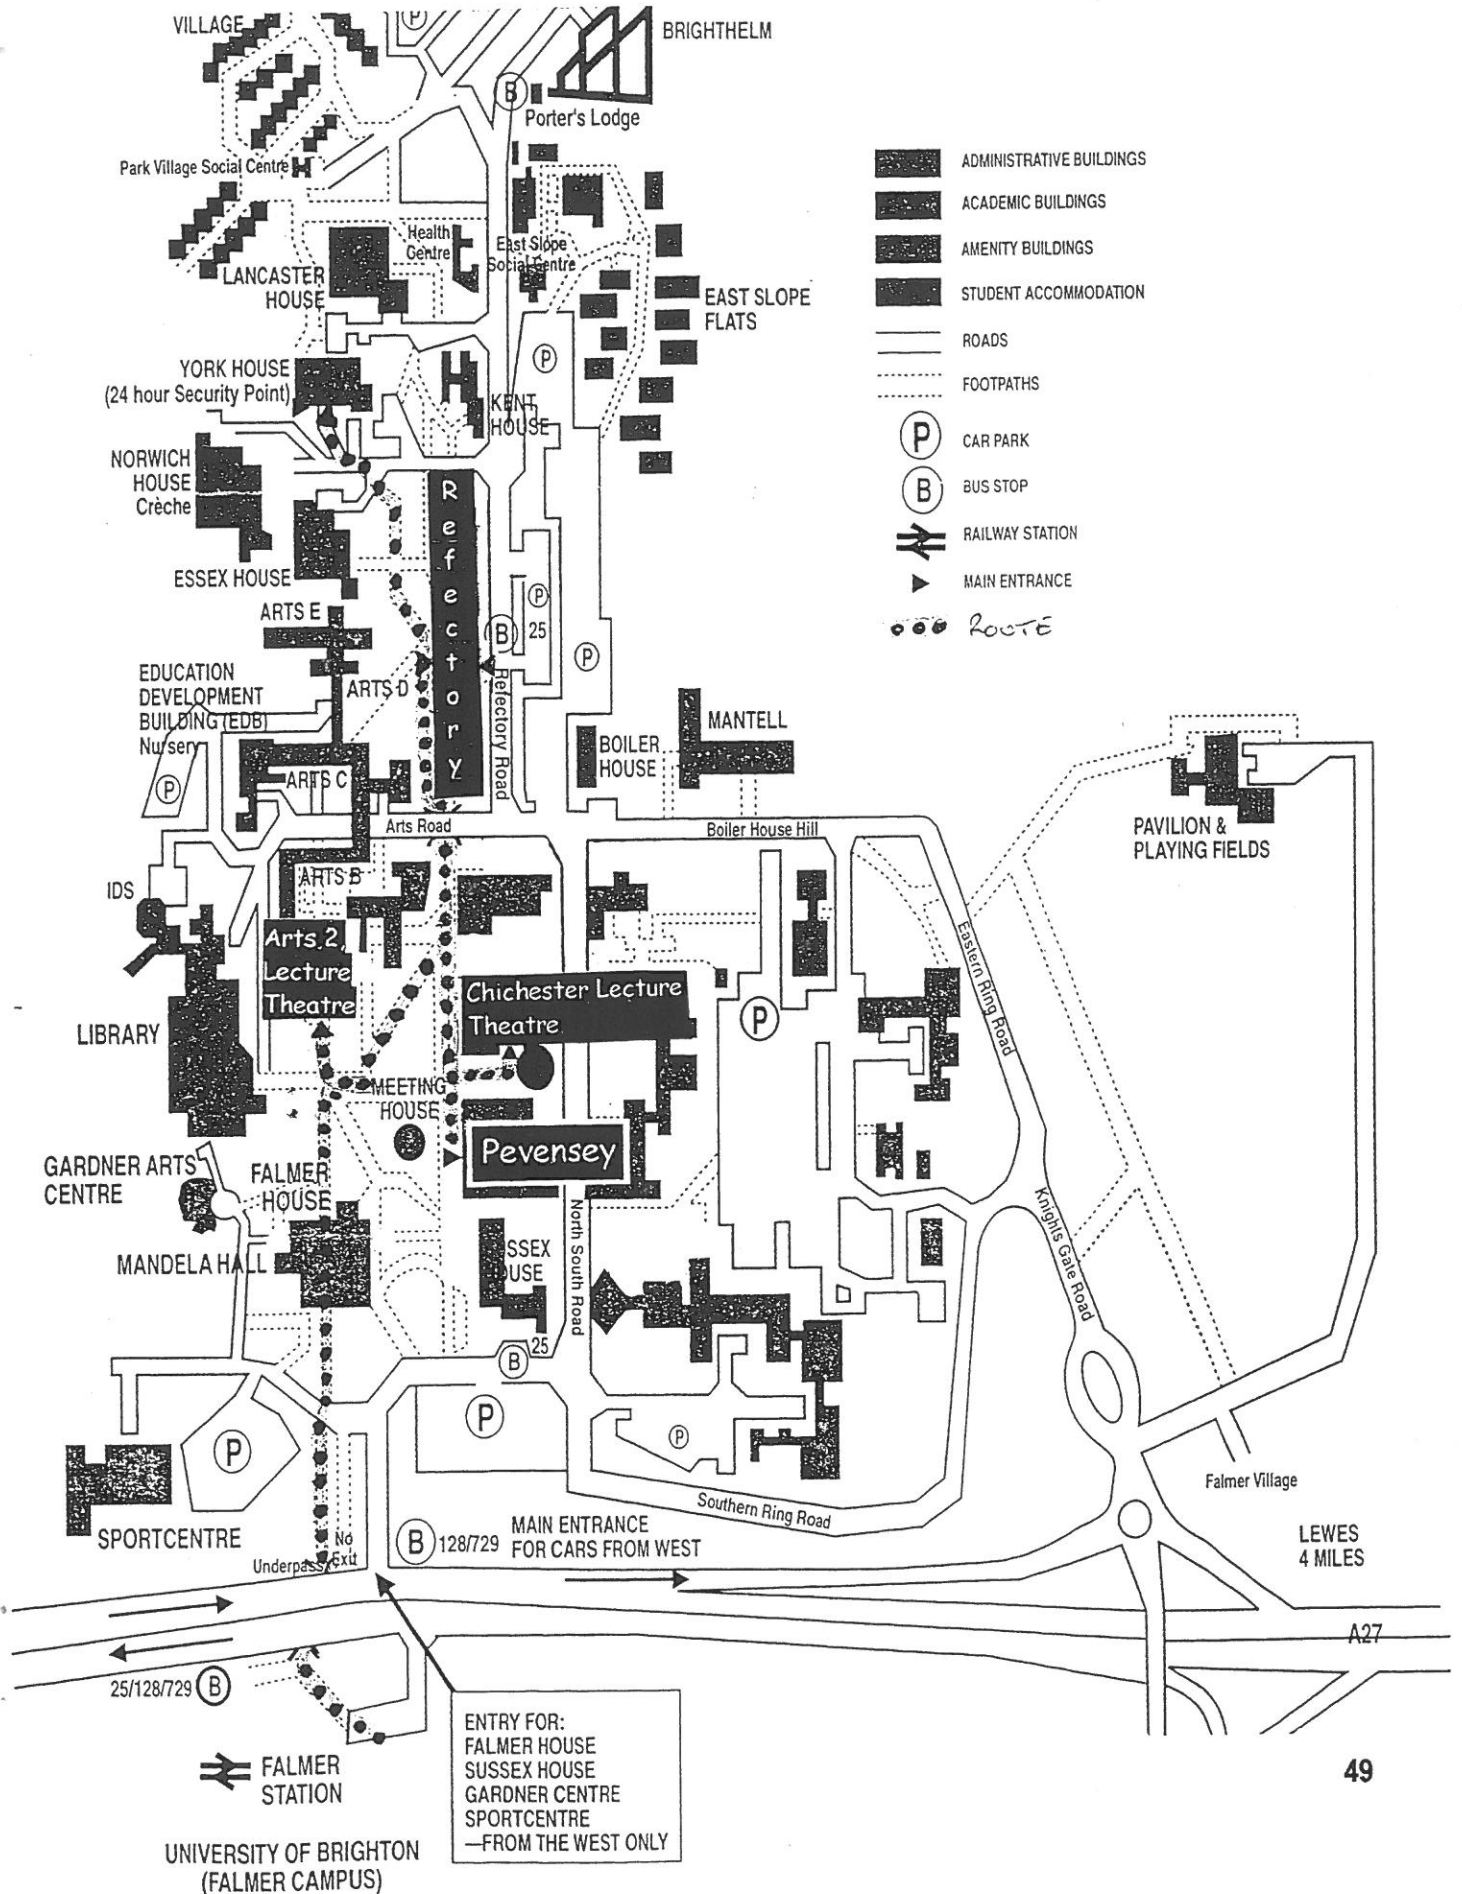 VILLAGE
P
BRIGHTHELM
B
Porter's Lodge
Park Village Social Centre
Health
Centre
East Slope
Social Centre
LANCASTER
HOUSE
EAST SLOPE
FLATS
ADMINISTRATIVE BUILDINGS
ACADEMIC BUILDINGS
AMENITY BUILDINGS
STUDENT ACCOMMODATION
ROADS
FOOTPATHS
P CAR PARK
B BUS STOP
RAILWAY STATION
MAIN ENTRANCE
ROUTE
YORK HOUSE
(24 hour Security Point)
P
KENT
HOUSE
NORWICH
HOUSE
Crèche
Refectory
ESSEX HOUSE
ARTS E
P
B 25
P
EDUCATION
DEVELOPMENT
BUILDING (EDB)
Nursery
ARTS D
Refectory Road
BOILER
HOUSE
MANTELL
P
ARTS C
Arts Road
Boiler House Hill
PAVILION &
PLAYING FIELDS
IDS
ARTS B
Arts 2,
Lecture
Theatre
Chichester Lecture
Theatre
P
Eastern Ring Road
LIBRARY
MEETING
HOUSE
Pevensey
GARDNER ARTS
CENTRE
FALMER
HOUSE
MANDELA HALL
SSEX
OUSE
North South Road
Knights Gate Road
25
B
P
P
P
SPORTCENTRE
Southern Ring Road
Falmer Village
No
Exit
Underpass
B 128/729
MAIN ENTRANCE
FOR CARS FROM WEST
LEWES
4 MILES
A27
25/128/729 B
FALMER
STATION
ENTRY FOR:
FALMER HOUSE
SUSSEX HOUSE
GARDNER CENTRE
SPORTCENTRE
—FROM THE WEST ONLY
49
UNIVERSITY OF BRIGHTON
(FALMER CAMPUS)